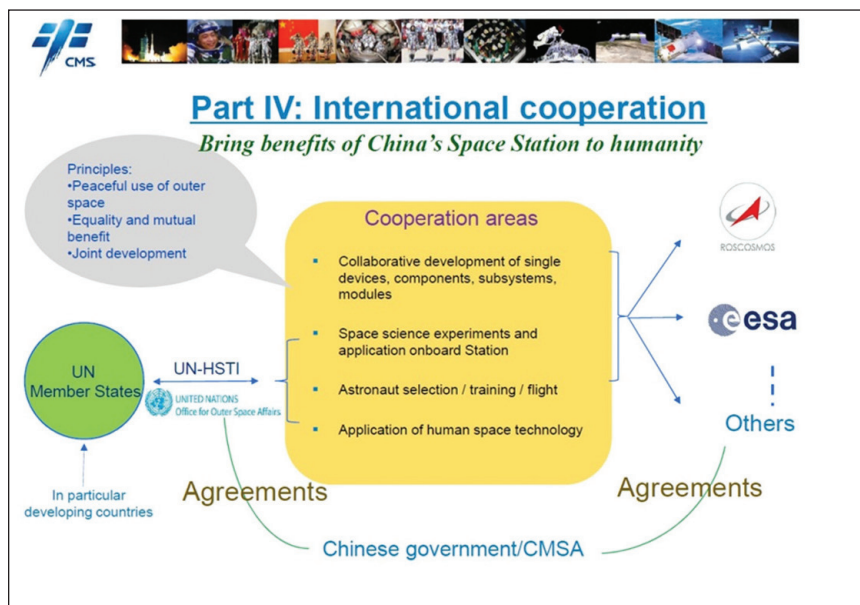 CMS
Part IV: International cooperation
Bring benefits of China's Space Station to humanity
Principles:
•Peaceful use of outer
space
•Equality and mutual
benefit
•Joint development
Cooperation areas
▪ Collaborative development of single
devices, components, subsystems,
modules
▪ Space science experiments and
application onboard Station
▪ Astronaut selection / training / flight
▪ Application of human space technology
ROSCOSMOS
esa
Others
UN
Member States
UN-HSTI
UNITED NATIONS
Office for Outer Space Affairs
In particular
developing countries
Agreements
Agreements
Chinese government/CMSA